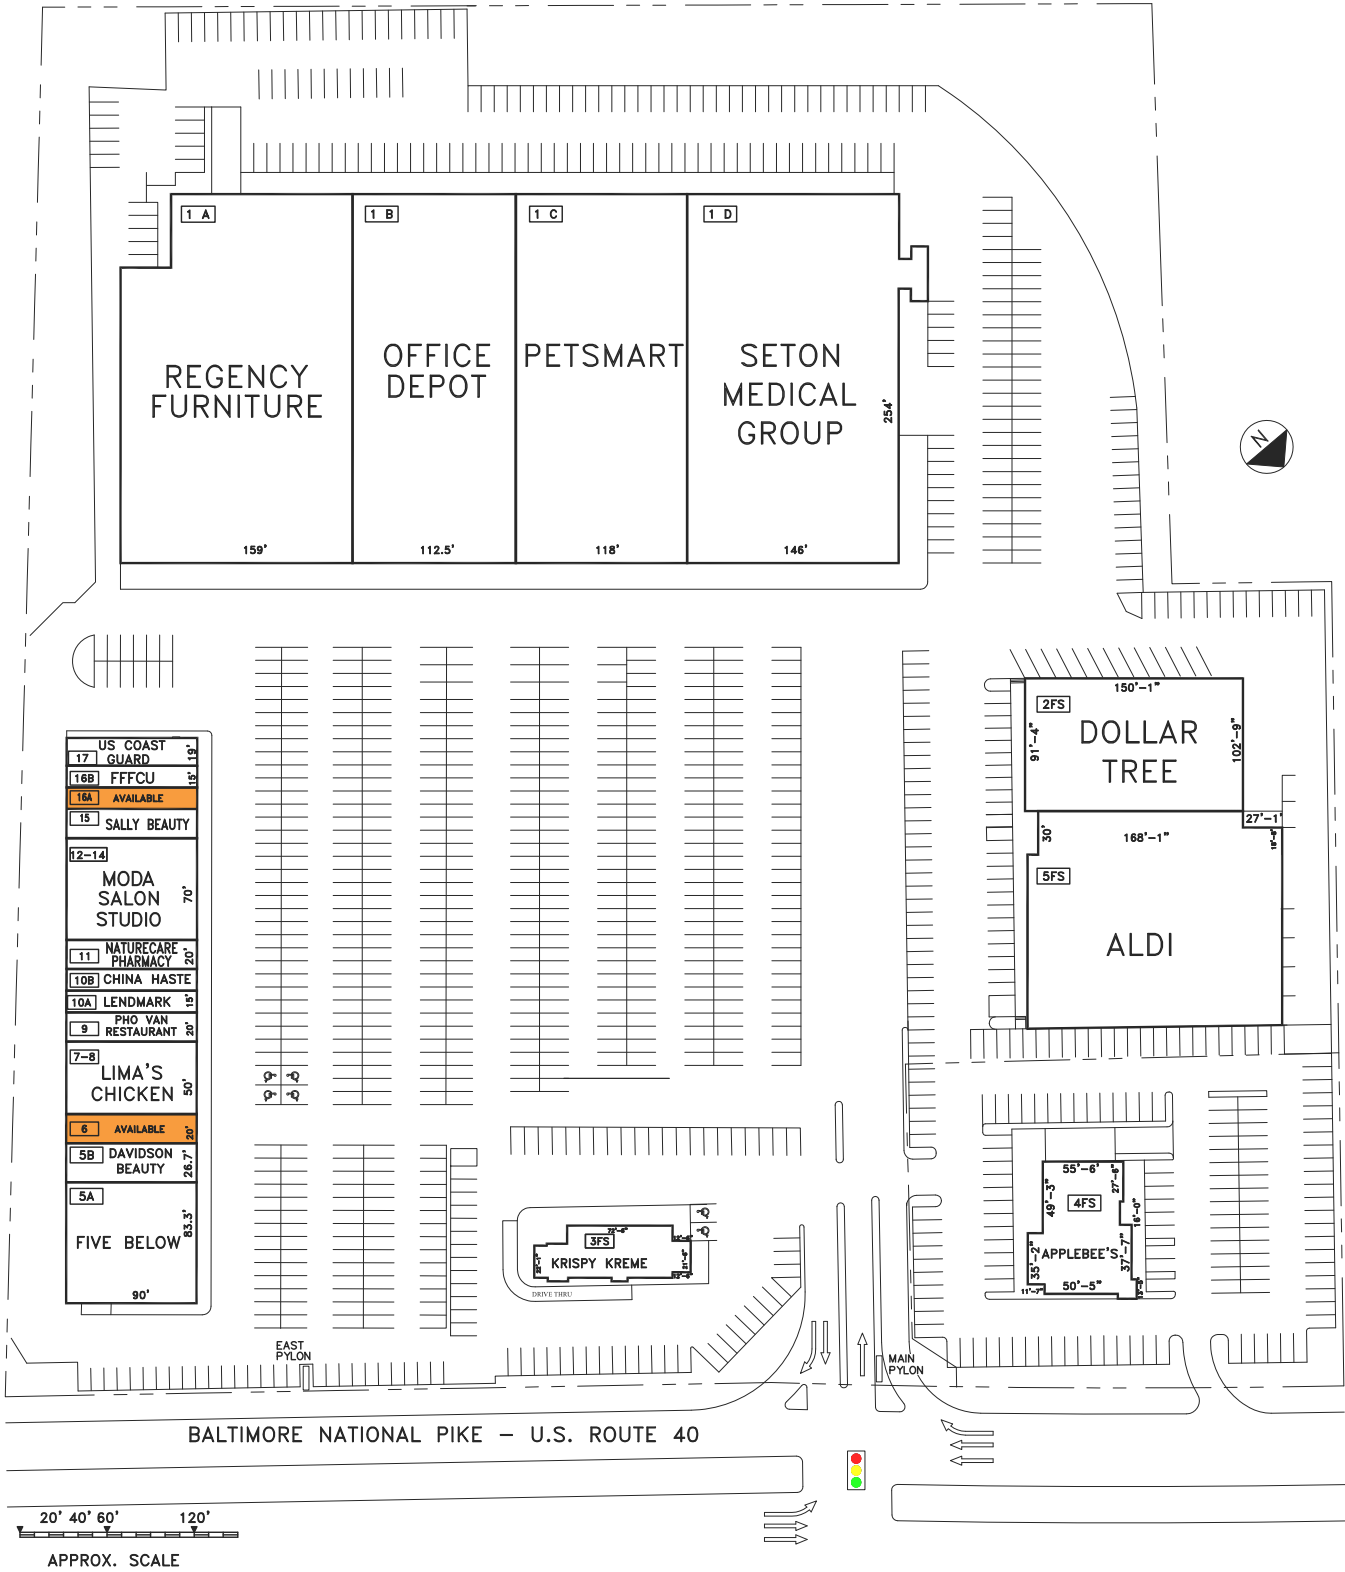 1 A
1 B
1 C
1 D
REGENCY
FURNITURE
OFFICE
DEPOT
PETSMART
SETON
MEDICAL
GROUP
254'
159'
112.5'
118'
146'
N
17
US COAST
GUARD
19'
16B
FFFCU
15'
16A
AVAILABLE
15
SALLY BEAUTY
12-14
MODA
SALON
STUDIO
70'
11
NATURECARE
PHARMACY
20'
10B
CHINA HASTE
10A
LENDMARK
15'
9
PHO VAN
RESTAURANT
20'
7-8
LIMA'S
CHICKEN
50'
6
AVAILABLE
20'
5B
DAVIDSON
BEAUTY
26.7'
5A
FIVE BELOW
83.3'
90'
150'-1"
2FS
DOLLAR
TREE
91'-4"
102'-9"
27'-1'
30'
168'-1"
5FS
ALDI
55'-6'
27'-6"
49'-3"
4FS
16'-0"
APPLEBEE'S
35'-2"
37'-7"
50'-5"
11'-7"
3FS
KRISPY KREME
DRIVE THRU
EAST
PYLON
MAIN
PYLON
BALTIMORE NATIONAL PIKE - U.S. ROUTE 40
20' 40' 60' 120'
APPROX. SCALE